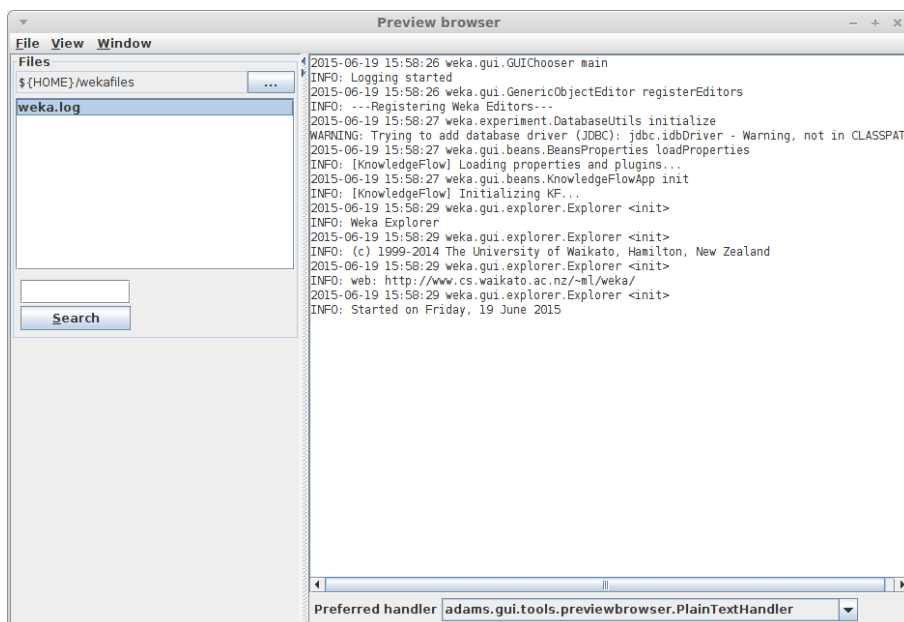 Preview browser
File View Window
Files
${HOME}/wekafiles
...
weka.log
Search
2015-06-19 15:58:26 weka.gui.GUIChooser main
INFO: Logging started
2015-06-19 15:58:26 weka.gui.GenericObjectEditor registerEditors
INFO: ---Registering Weka Editors---
2015-06-19 15:58:27 weka.experiment.DatabaseUtils initialize
WARNING: Trying to add database driver (JDBC): jdbc.idbDriver - Warning, not in CLASSPAT
2015-06-19 15:58:27 weka.gui.beans.BeansProperties loadProperties
INFO: [KnowledgeFlow] Loading properties and plugins...
2015-06-19 15:58:27 weka.gui.beans.KnowledgeFlowApp init
INFO: [KnowledgeFlow] Initializing KF...
2015-06-19 15:58:29 weka.gui.explorer.Explorer <init>
INFO: Weka Explorer
2015-06-19 15:58:29 weka.gui.explorer.Explorer <init>
INFO: (c) 1999-2014 The University of Waikato, Hamilton, New Zealand
2015-06-19 15:58:29 weka.gui.explorer.Explorer <init>
INFO: web: http://www.cs.waikato.ac.nz/~ml/weka/
2015-06-19 15:58:29 weka.gui.explorer.Explorer <init>
INFO: Started on Friday, 19 June 2015
Preferred handler adams.gui.tools.previewbrowser.PlainTextHandler